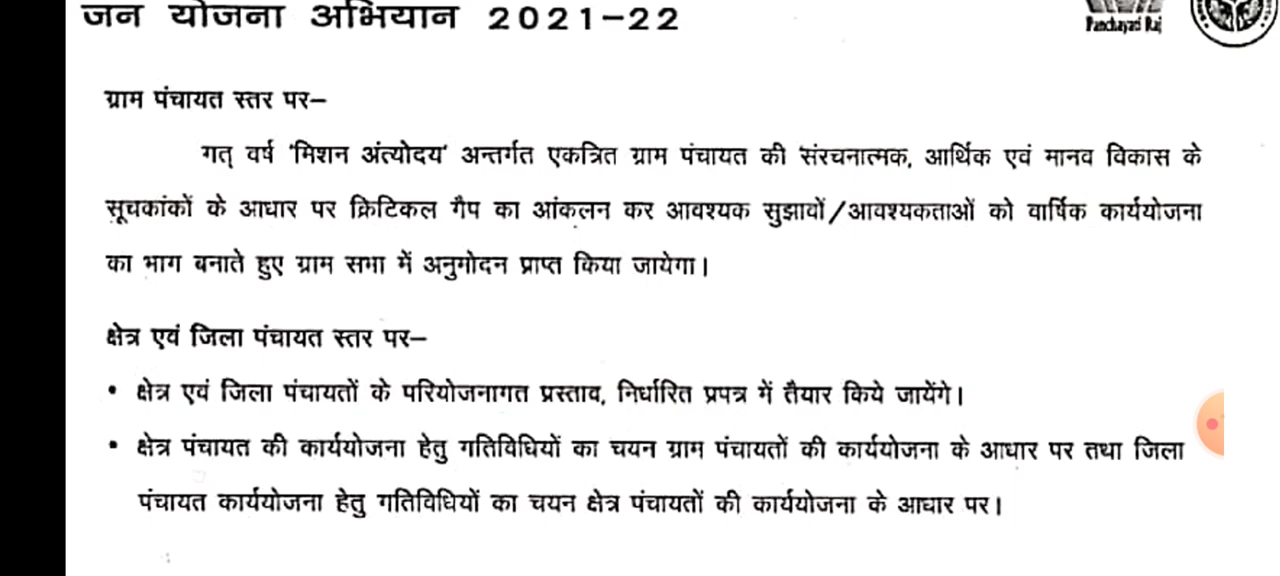 जन योजना अभियान 2021-22
Panchayati Raj
ग्राम पंचायत स्तर पर–
गत् वर्ष 'मिशन अंत्योदय' अन्तर्गत एकत्रित ग्राम पंचायत की संरचनात्मक, आर्थिक एवं मानव विकास के
सूचकांकों के आधार पर क्रिटिकल गैप का आंकलन कर आवश्यक सुझावों/आवश्यकताओं को वार्षिक कार्ययोजना
का भाग बनाते हुए ग्राम सभा में अनुमोदन प्राप्त किया जायेगा।
क्षेत्र एवं जिला पंचायत स्तर पर–
• क्षेत्र एवं जिला पंचायतों के परियोजनागत प्रस्ताव, निर्धारित प्रपत्र में तैयार किये जायेंगे।
• क्षेत्र पंचायत की कार्ययोजना हेतु गतिविधियों का चयन ग्राम पंचायतों की कार्ययोजना के आधार पर तथा जिला
पंचायत कार्ययोजना हेतु गतिविधियों का चयन क्षेत्र पंचायतों की कार्ययोजना के आधार पर।